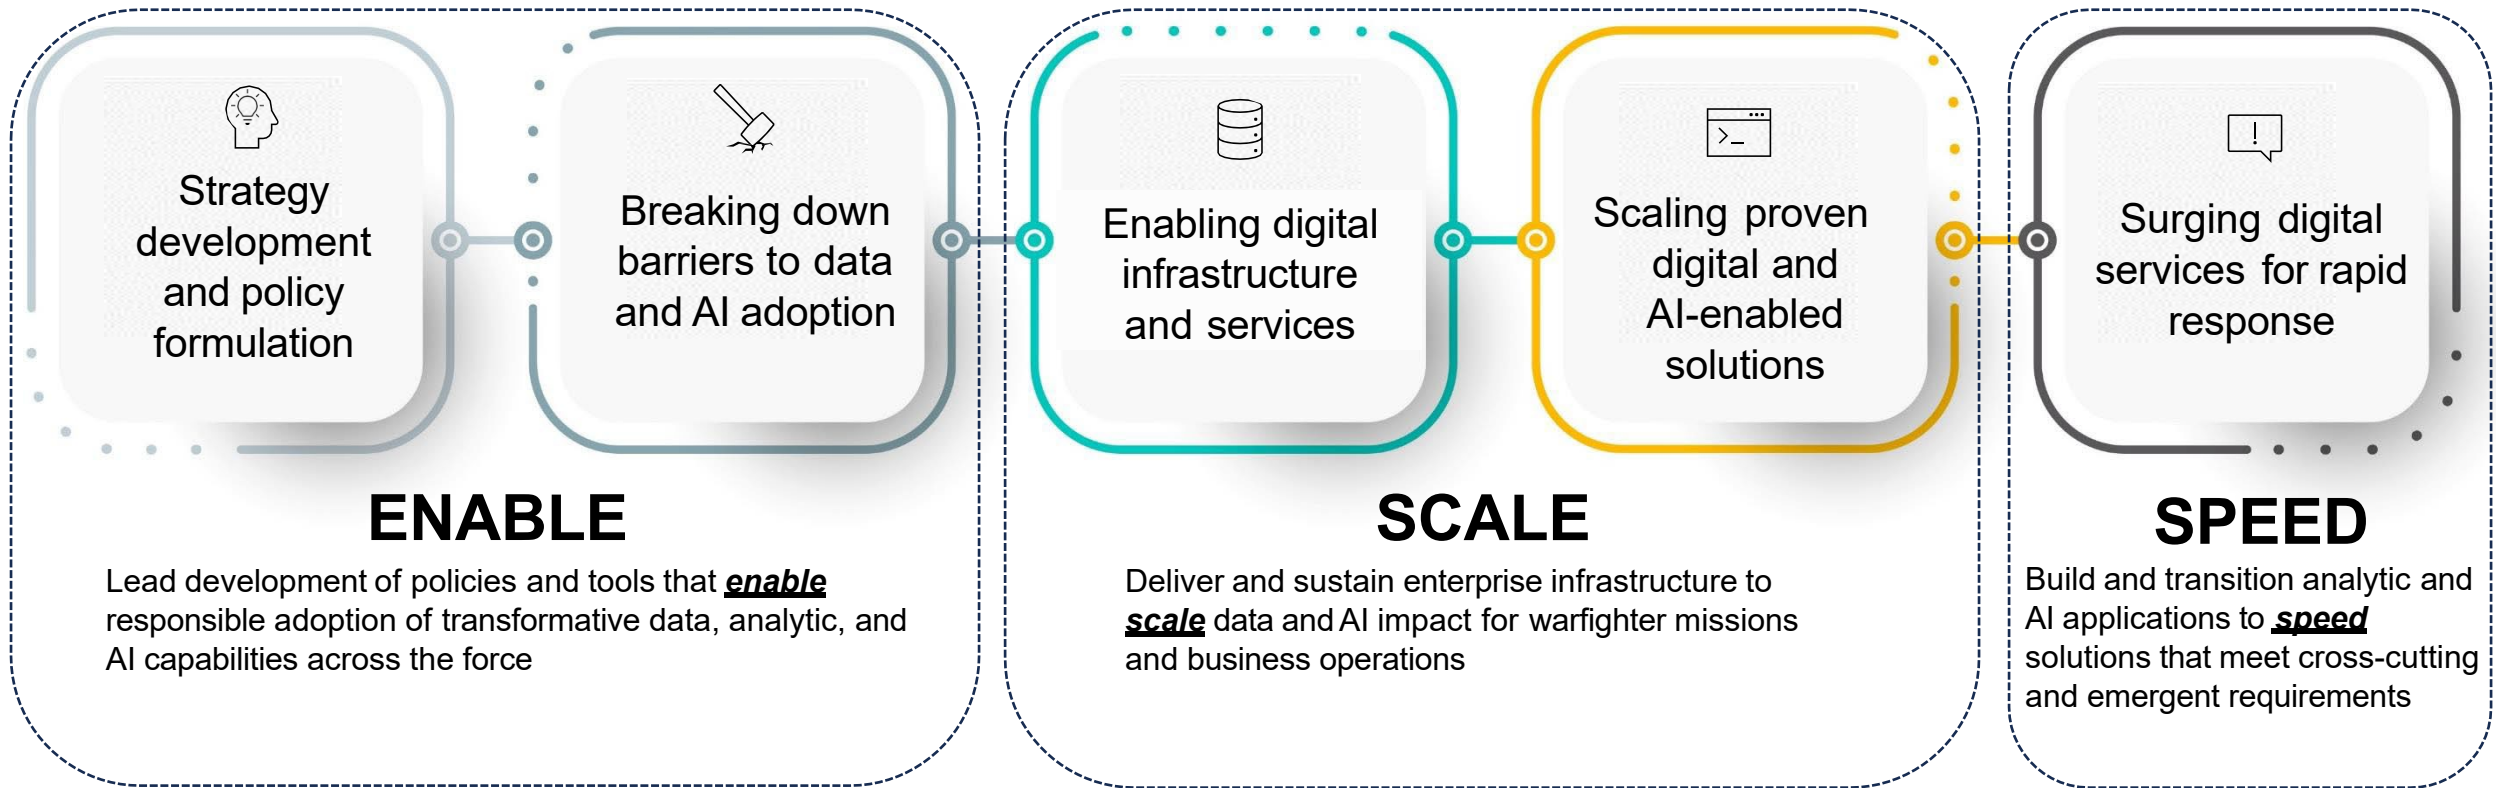 Strategy
development
and policy
formulation
Breaking down
barriers to data
and AI adoption
Enabling digital
infrastructure
and services
Scaling proven
digital and
AI-enabled
solutions
Surging digital
services for rapid
response
ENABLE
Lead development of policies and tools that enable
responsible adoption of transformative data, analytic, and
AI capabilities across the force
SCALE
Deliver and sustain enterprise infrastructure to
scale data and AI impact for warfighter missions
and business operations
SPEED
Build and transition analytic and
AI applications to speed
solutions that meet cross-cutting
and emergent requirements